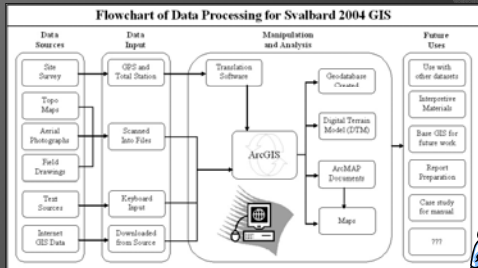 Flowchart of Data Processing for Svalbard 2004 GIS
Data
Sources
Data
Input
Manipulation
and Analysis
Future
Uses
Site
Survey
Topo
Maps
Aerial
Photographs
Field
Drawings
Text
Sources
Internet
GIS Data
GPS and
Total Station
Scanned
Into Files
Keyboard
Input
Downloaded
from Source
Translation
Software
ArcGIS
Geodatabase
Created
Digital Terrain
Model (DTM)
ArcMAP
Documents
Maps
Use with
other datasets
Interpretive
Materials
Base GIS for
future work
Report
Preparation
Case study
for manual
???